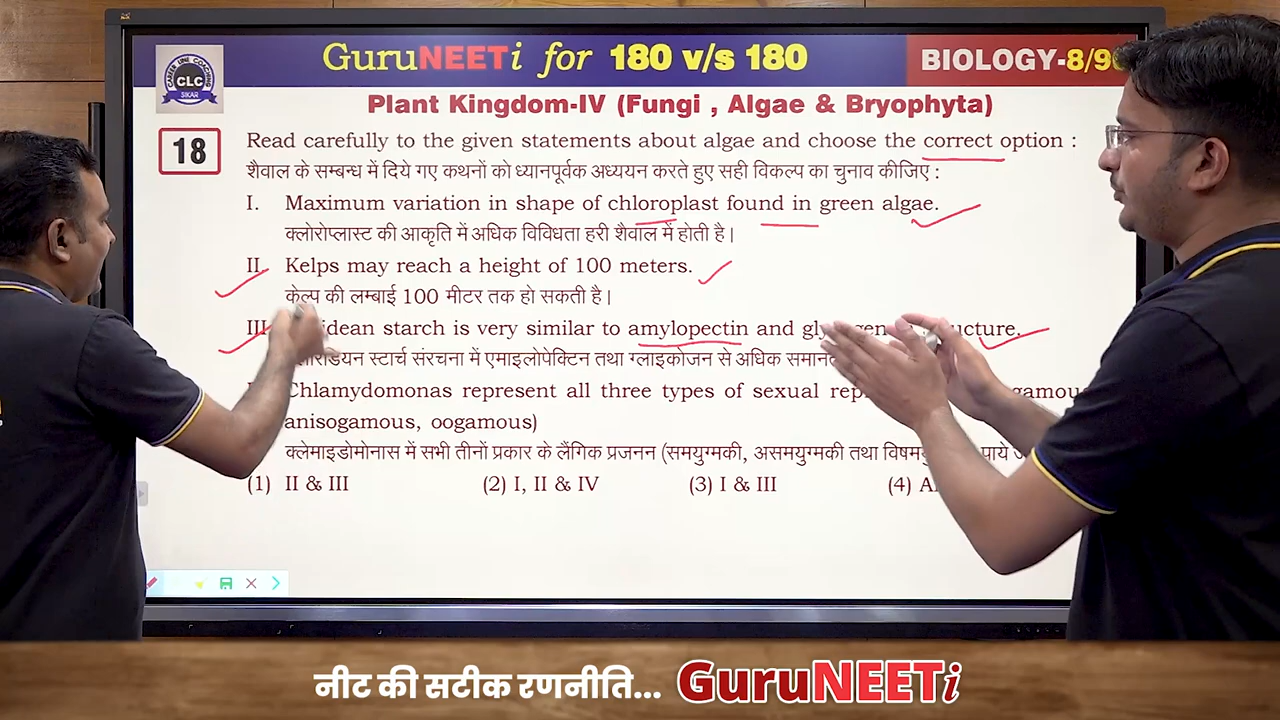 GuruNEETi for 180 v/s 180
BIOLOGY-8/9
CLC
SIKAR
Plant Kingdom-IV (Fungi , Algae & Bryophyta)
18 Read carefully to the given statements about algae and choose the correct option :
शैवाल के सम्बन्ध में दिये गए कथनों को ध्यानपूर्वक अध्ययन करते हुए सही विकल्प का चुनाव कीजिए :
I. Maximum variation in shape of chloroplast found in green algae.
क्लोरोप्लास्ट की आकृति में अधिक विविधता हरी शैवाल में होती है।
II. Kelps may reach a height of 100 meters.
केल्प की लम्बाई 100 मीटर तक हो सकती है।
III idean starch is very similar to amylopectin and ucture.
स्टार्च संरचना में एमाइलोपेक्टिन तथा ग्लाइकोजन से अधिक
Chlamydomonas represent all three types of sexual rep gamou
anisogamous, oogamous)
क्लेमाइडोमोनास में सभी तीनों प्रकार के लैंगिक प्रजनन (समयुग्मकी, असमयुग्मकी तथा पाये
(1) II & III (2) I, II & IV (3) I & III (4)
नीट की सटीक रणनीति... GuruNEETi